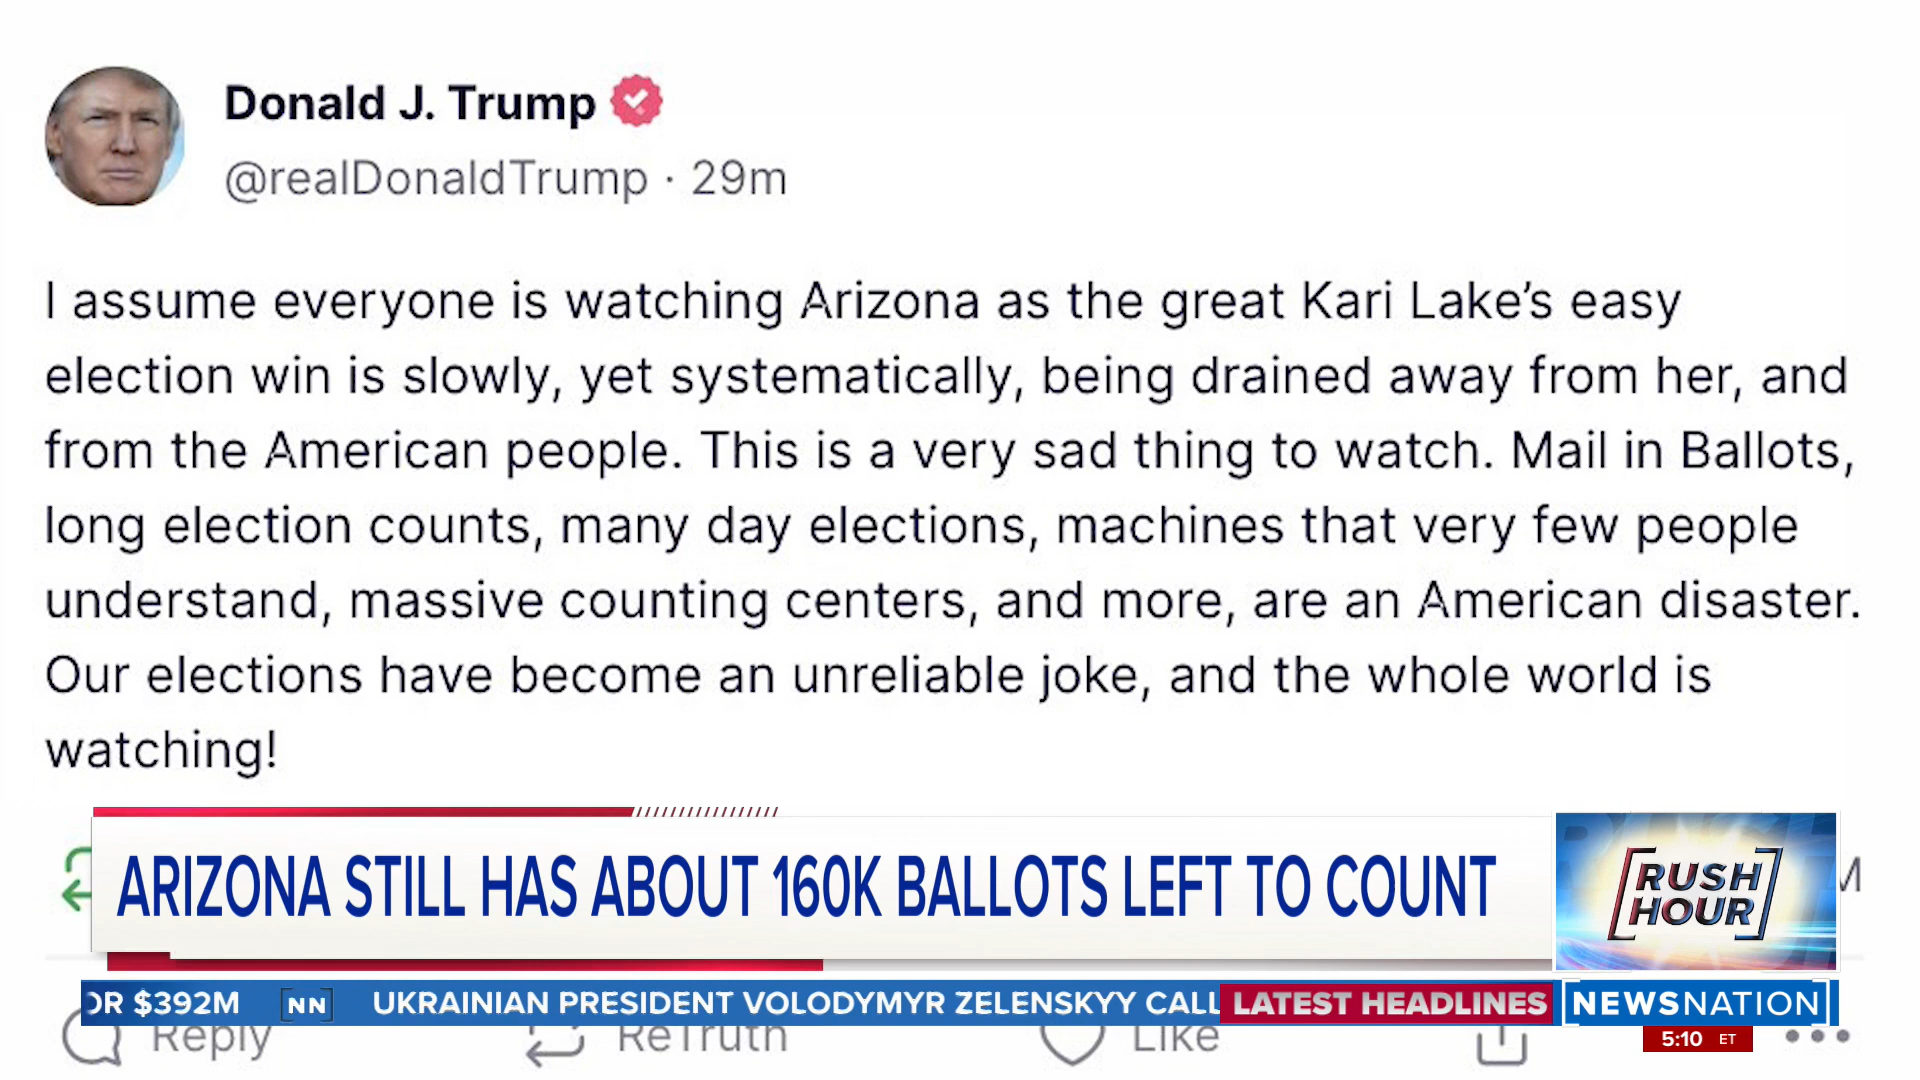 Donald J. Trump
@realDonaldTrump · 29m
I assume everyone is watching Arizona as the great Kari Lake’s easy
election win is slowly, yet systematically, being drained away from her, and
from the American people. This is a very sad thing to watch. Mail in Ballots,
long election counts, many day elections, machines that very few people
understand, massive counting centers, and more, are an American disaster.
Our elections have become an unreliable joke, and the whole world is
watching!
ARIZONA STILL HAS ABOUT 160K BALLOTS LEFT TO COUNT
[RUSH
HOUR]
M
OR $392M [NN] UKRAINIAN PRESIDENT VOLODYMYR ZELENSKYY CALL
LATEST HEADLINES
[NEWSNATION]
Reply ReTruth Like
5:10 ET